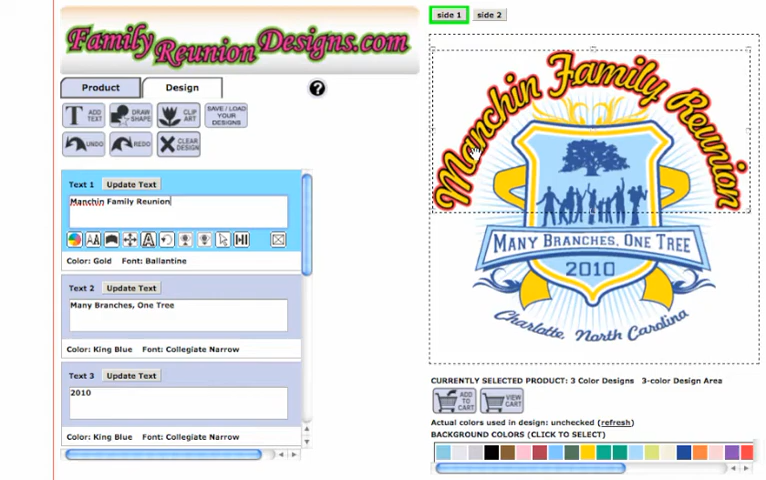 Family Reunion Designs.com
side 1
side 2
Product
Design
?
ADD TEXT
DRAW SHAPE
CLIP ART
SAVE / LOAD YOUR DESIGNS
UNDO
REDO
CLEAR DESIGN
Text 1
Update Text
Manchin Family Reunion
Color: Gold Font: Ballantine
Text 2
Update Text
Many Branches, One Tree
Color: King Blue Font: Collegiate Narrow
Text 3
Update Text
2010
Color: King Blue Font: Collegiate Narrow
Manchin Family Reunion
Many Branches, One Tree
2010
Charlotte, North Carolina
CURRENTLY SELECTED PRODUCT: 3 Color Designs 3-color Design Area
ADD TO CART
VIEW CART
Actual colors used in design: unchecked (refresh)
BACKGROUND COLORS (CLICK TO SELECT)